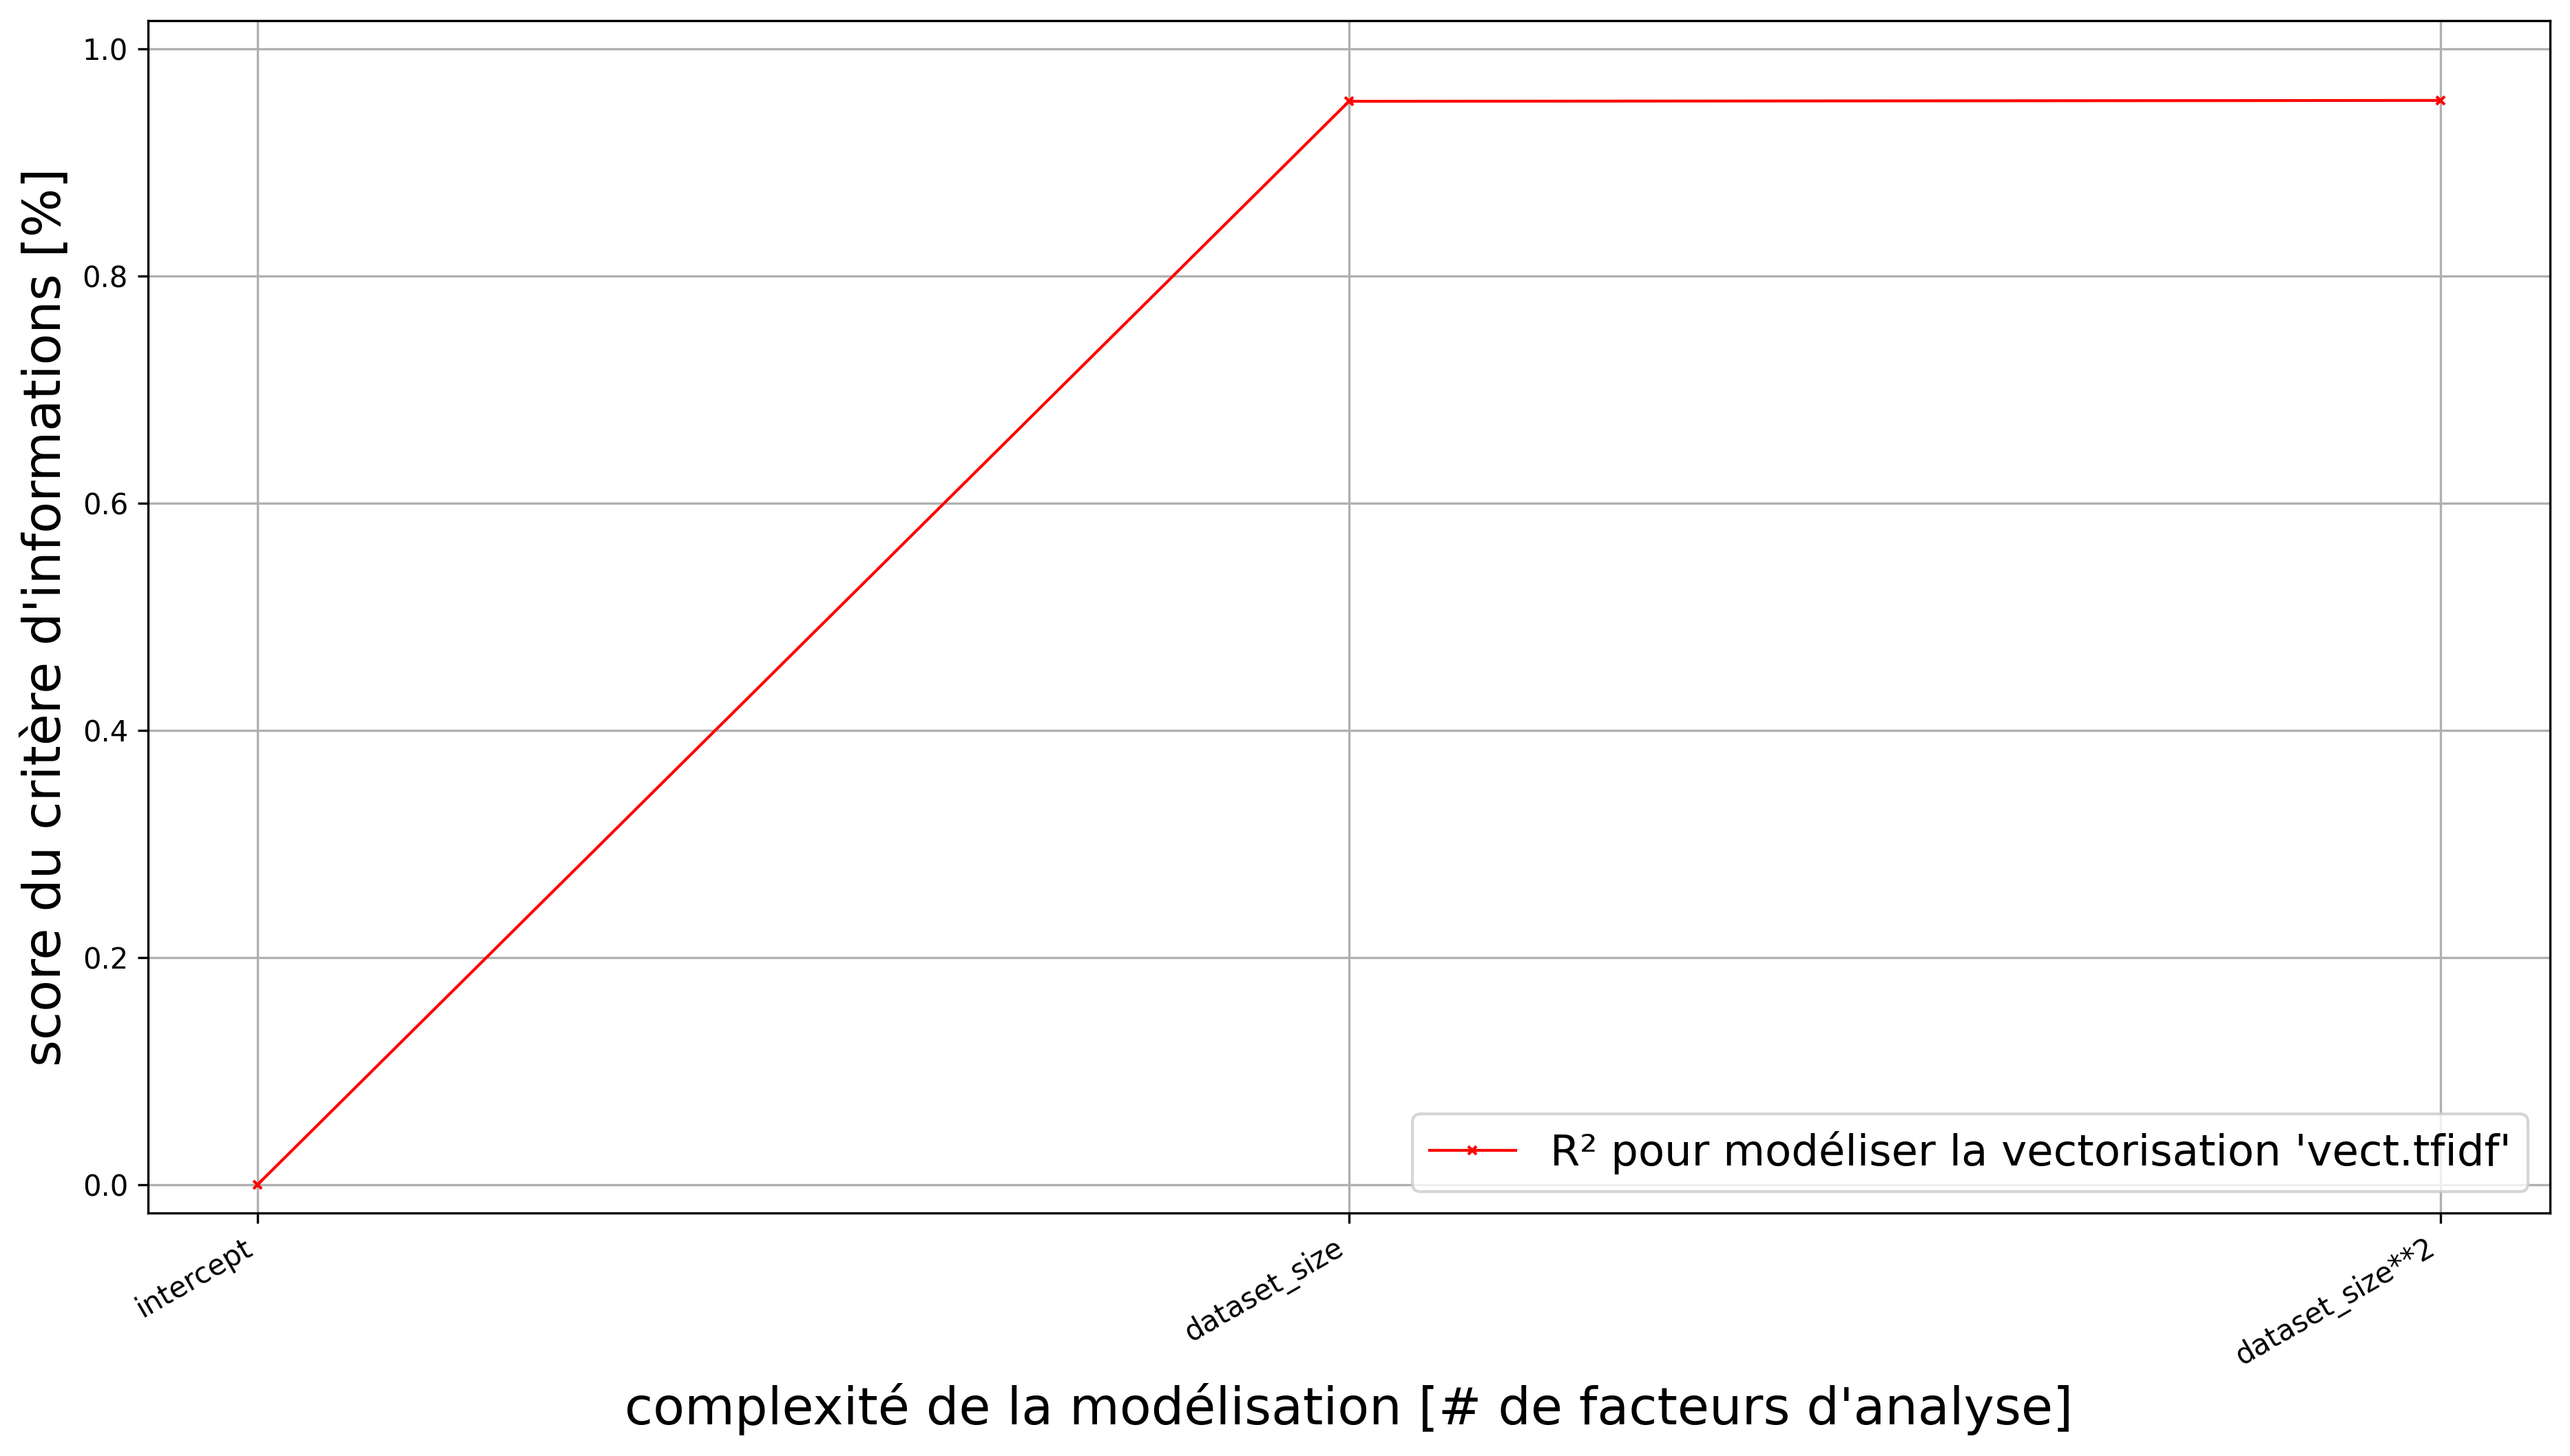 score du critère d'informations [%]
1.0
0.8
0.6
0.4
0.2
0.0
R² pour modéliser la vectorisation 'vect.tfidf'
intercept
dataset_size
dataset_size**2
complexité de la modélisation [# de facteurs d'analyse]